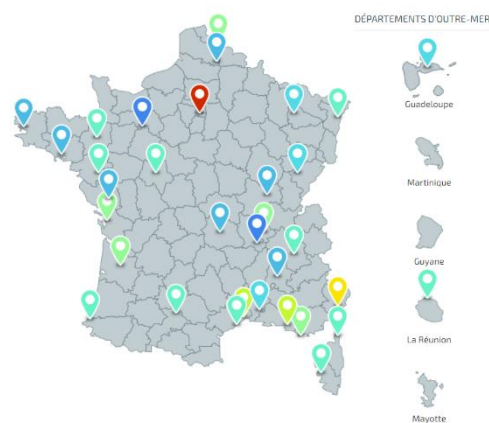 DÉPARTEMENTS D'OUTRE-MER
Guadeloupe
Martinique
Guyane
La Réunion
Mayotte